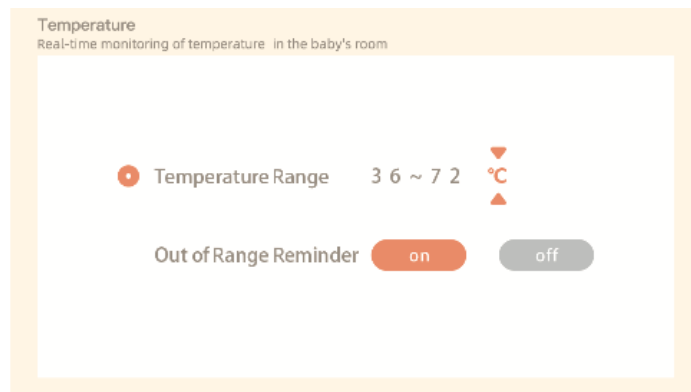 Temperature
Real-time monitoring of temperature in the baby's room
Temperature Range 3 6 ~ 7 2 ℃
Out of Range Reminder on off